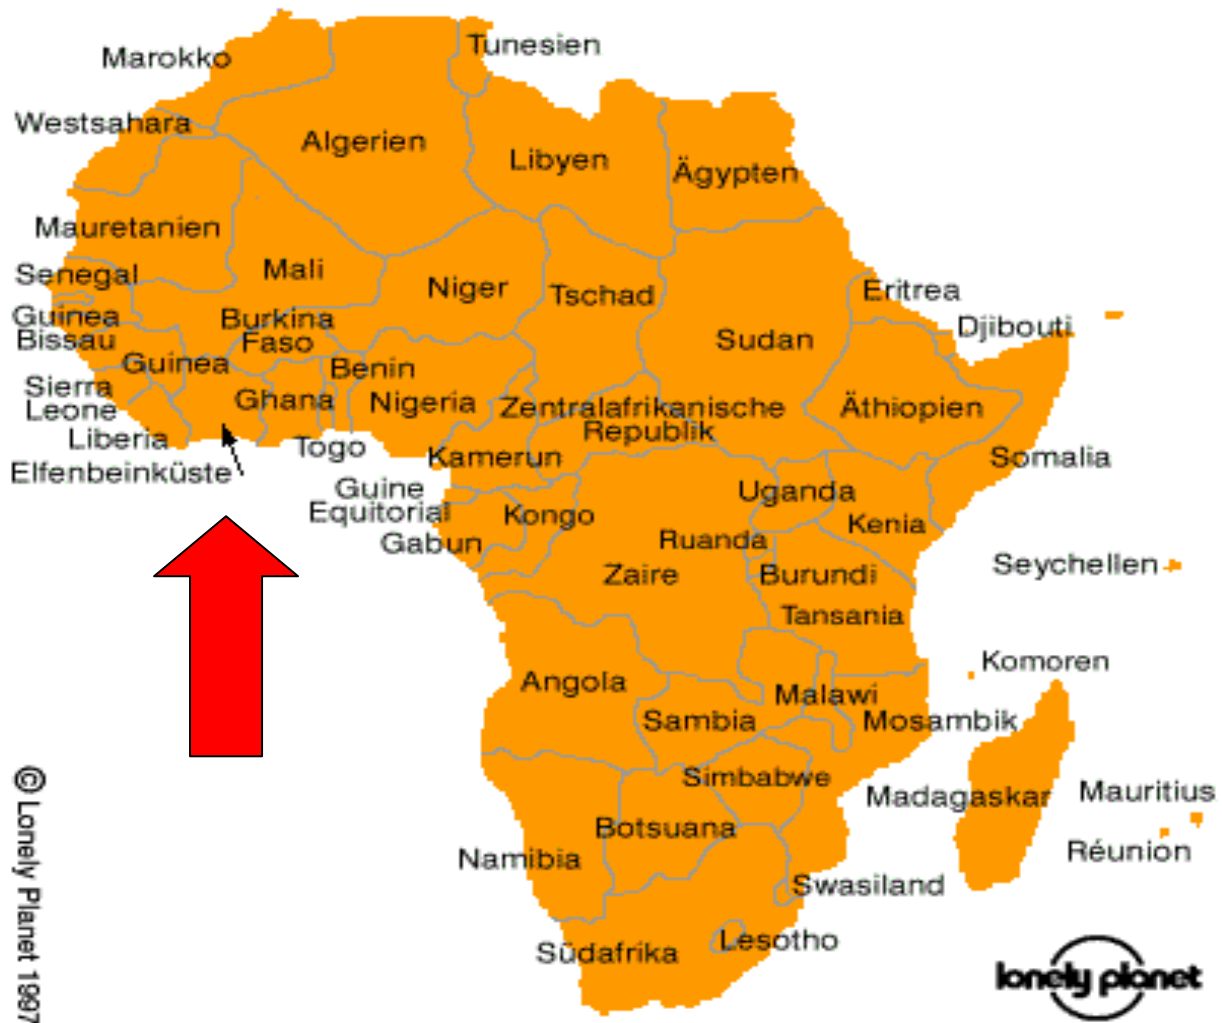 Marokko
Tunesien
Westsahara
Algerien
Libyen
Ägypten
Mauretanien
Senegal
Mali
Niger
Tschad
Eritrea
Guinea
Bissau
Burkina
Faso
Sudan
Djibouti
Guinea
Benin
Sierra
Leone
Ghana
Nigeria
Zentralafrikanische
Republik
Äthiopien
Liberia
Togo
Kamerun
Somalia
Elfenbeinküste
Guine
Equitorial
Uganda
Kongo
Kenia
Gabun
Ruanda
Seychellen
Zaire
Burundi
Tansania
Komoren
Angola
Malawi
Sambia
Mosambik
Simbabwe
Madagaskar
Mauritius
Botsuana
Réunion
Namibia
Swasiland
Südafrika
Lesotho
© Lonely Planet 1997
lonely planet